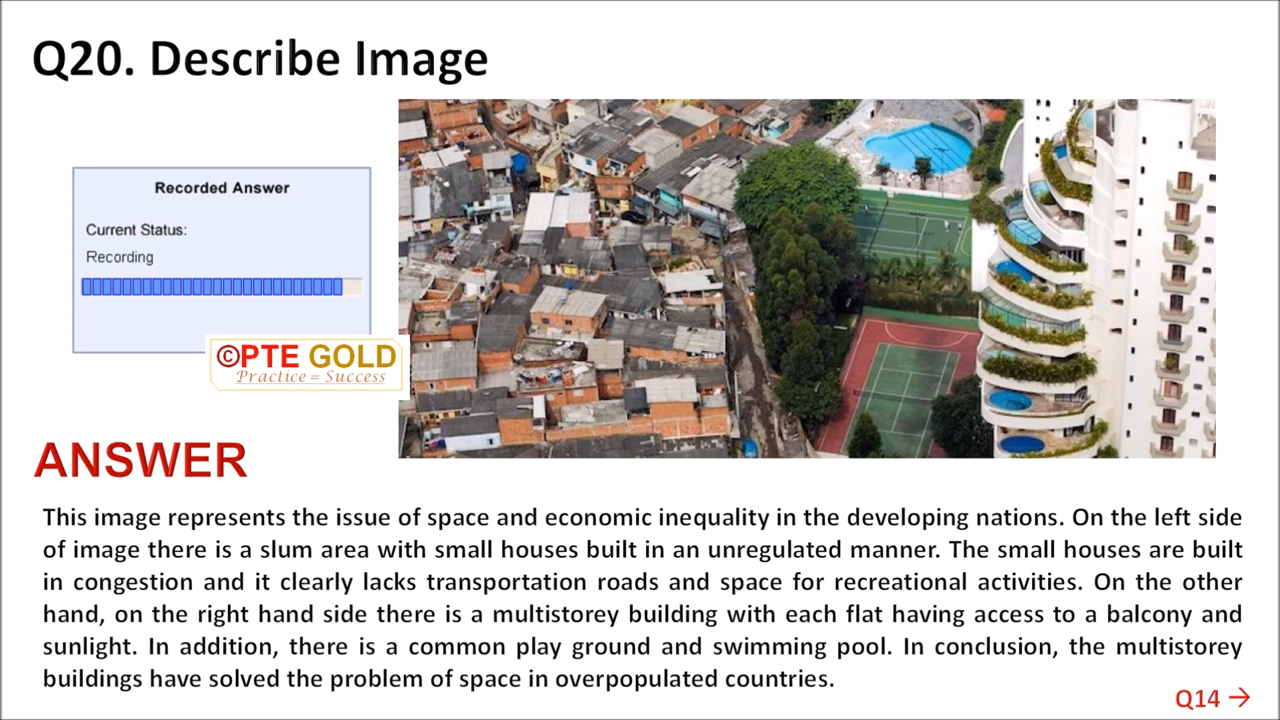 Q20. Describe Image
Recorded Answer
Current Status:
Recording
©PTE GOLD
Practice = Success
ANSWER
This image represents the issue of space and economic inequality in the developing nations. On the left side
of image there is a slum area with small houses built in an unregulated manner. The small houses are built
in congestion and it clearly lacks transportation roads and space for recreational activities. On the other
hand, on the right hand side there is a multistorey building with each flat having access to a balcony and
sunlight. In addition, there is a common play ground and swimming pool. In conclusion, the multistorey
buildings have solved the problem of space in overpopulated countries.
Q14 →